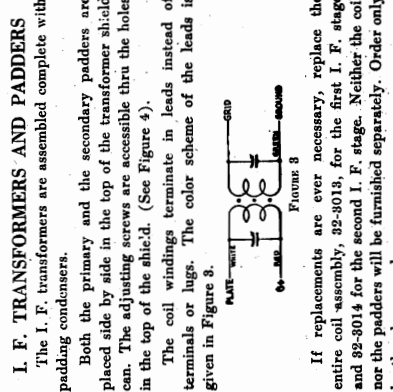 I. F. TRANSFORMERS AND PADDERS
The I. F. transformers are assembled complete with
padding condensers.
Both the primary and the secondary padders are
placed side by side in the top of the transformer shield
can. The adjusting screws are accessible thru the holes
in the top of the shield. (See Figure 4).
The coil windings terminate in leads instead of
terminals or lugs. The color scheme of the leads is
given in Figure 3.
PLATE WHITE GRID
B+ RED GREEN GROUND
FIGURE 3
If replacements are ever necessary, replace the
entire coil assembly, 32-3013, for the first I. F. stage
and 32-3014 for the second I. F. stage. Neither the coil
nor the padders will be furnished separately. Order only